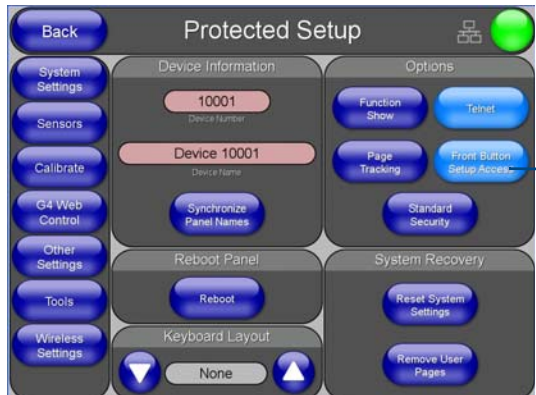 Back
Protected Setup
System
Settings
Sensors
Calibrate
G4 Web
Control
Other
Settings
Tools
Wireless
Settings
Device Information
10001
Device Number
Device 10001
Device Name
Synchronize
Panel Names
Reboot Panel
Reboot
Keyboard Layout
None
Options
Function
Show
Telnet
Page
Tracking
Front Button
Setup Access
Standard
Security
System Recovery
Reset System
Settings
Remove User
Pages